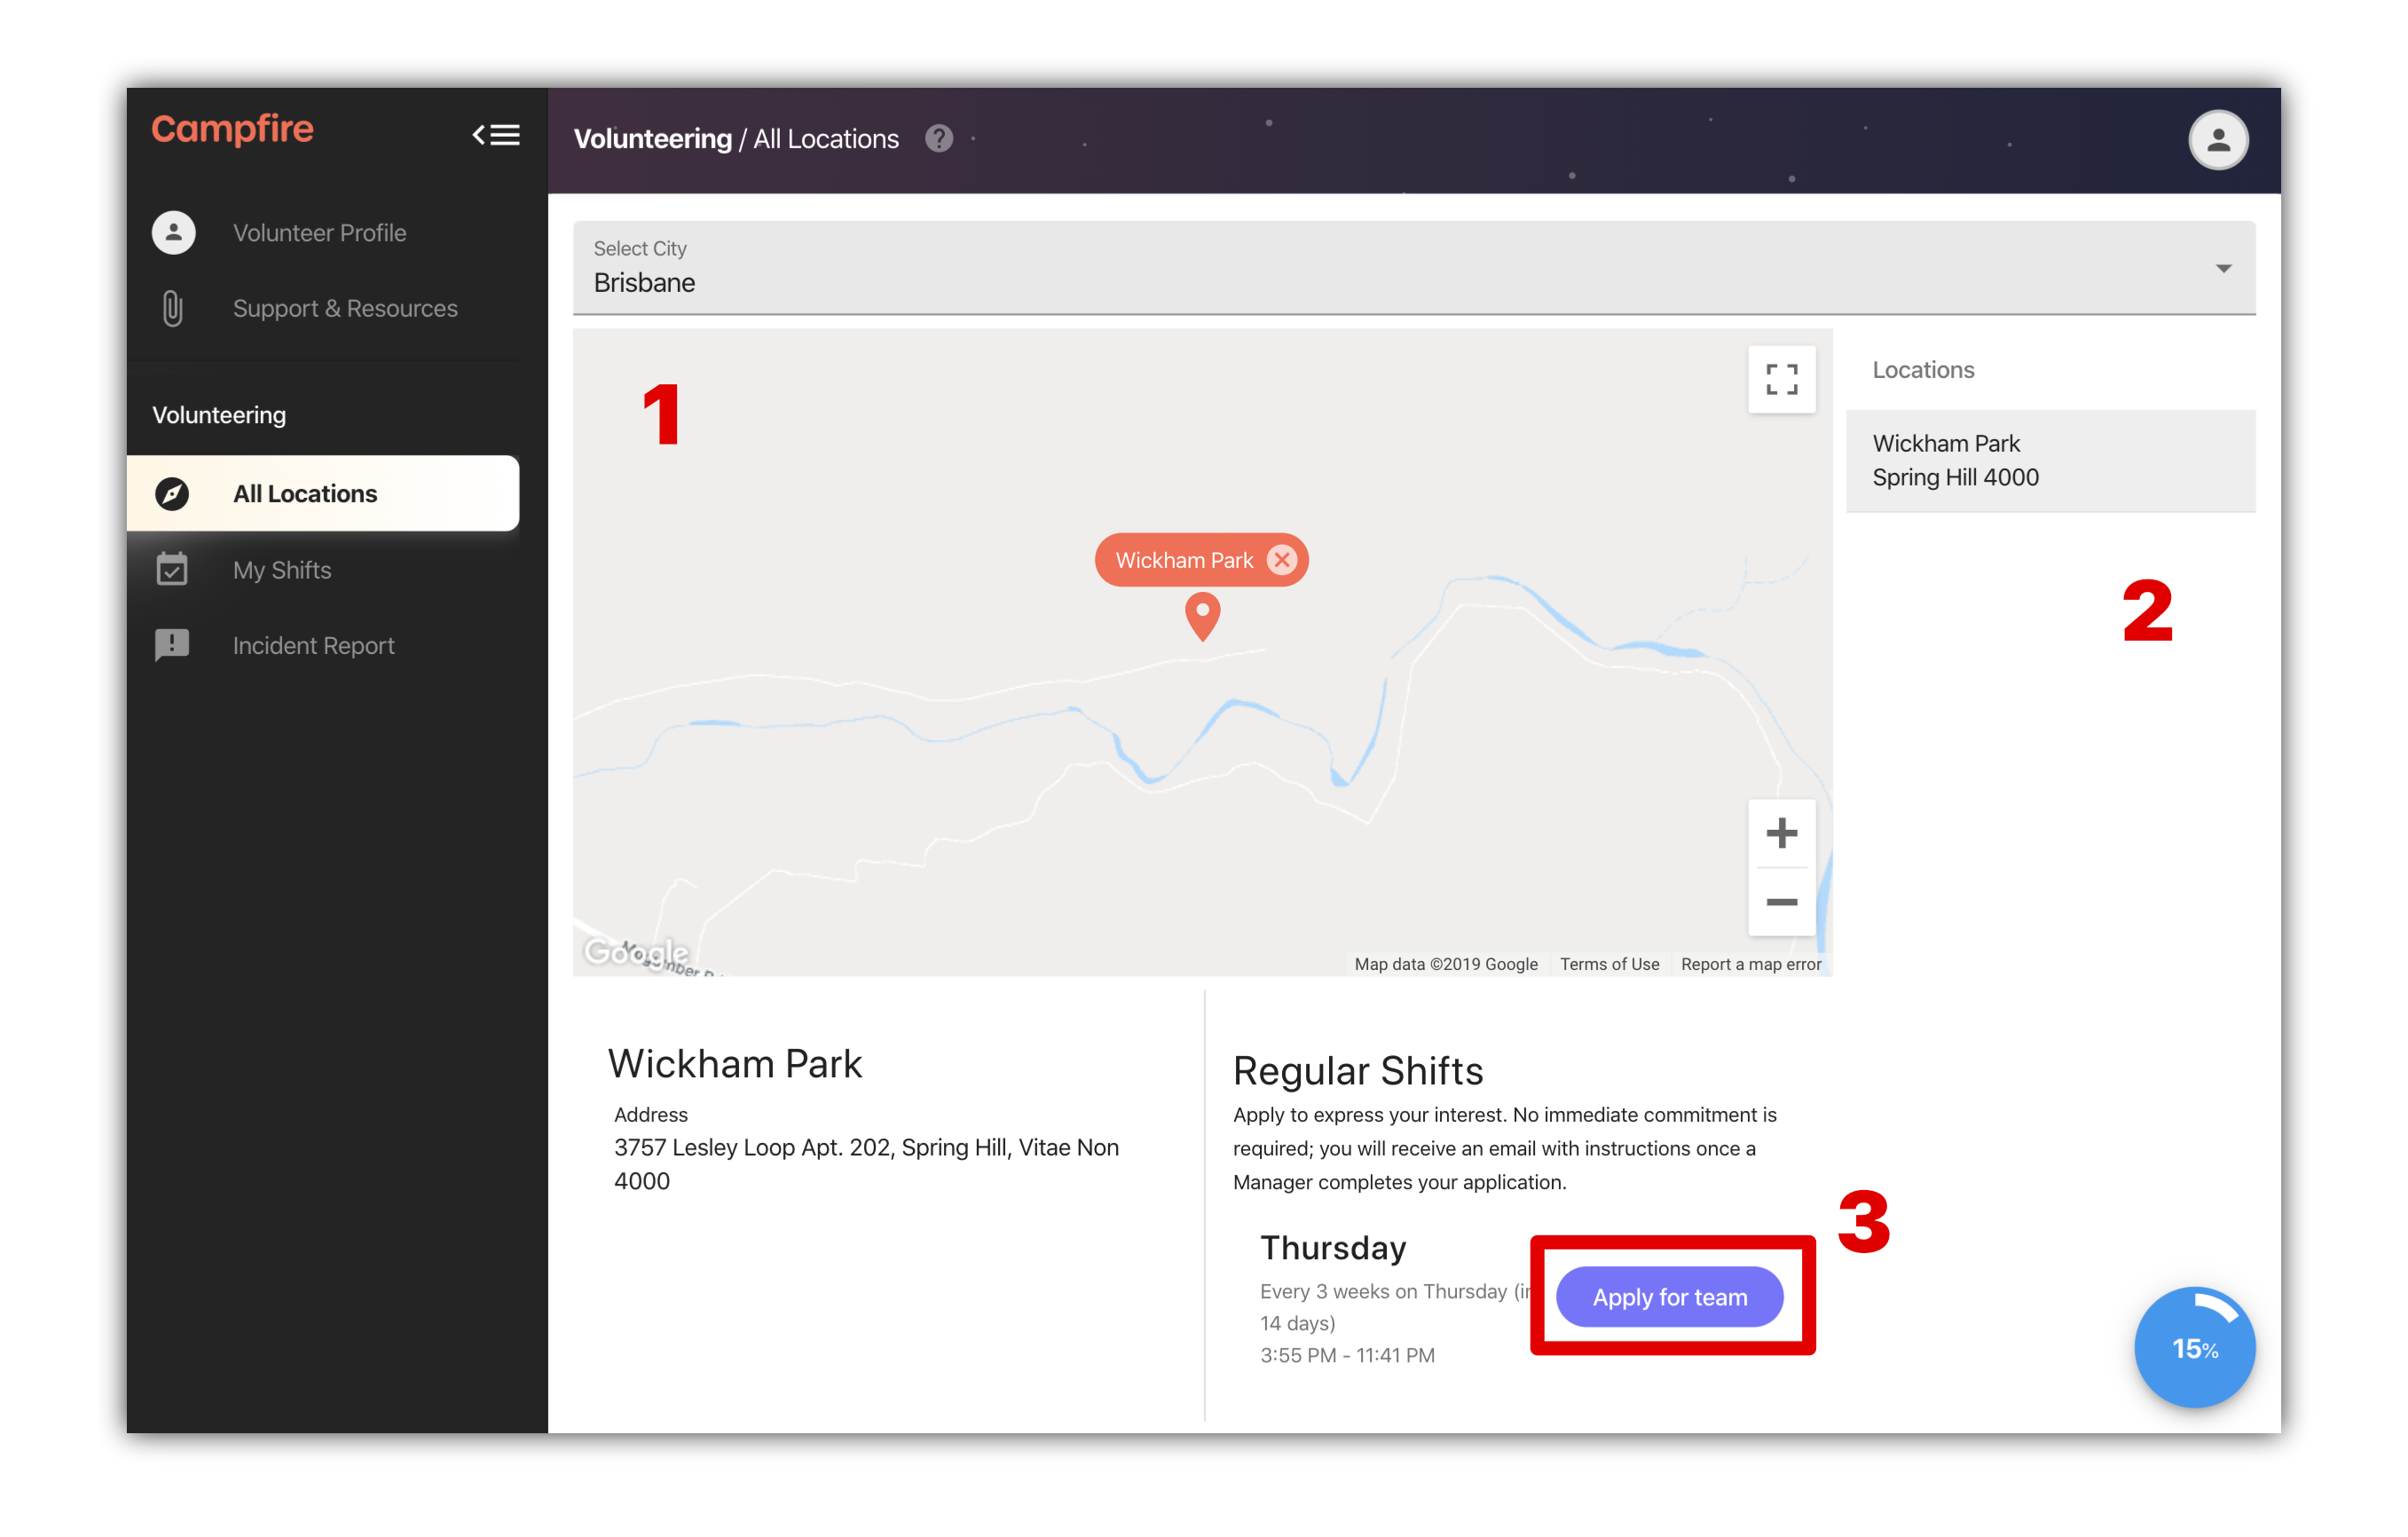 Campfire
Volunteering / All Locations
?
Volunteer Profile
Support & Resources
Volunteering
All Locations
My Shifts
Incident Report
Select City
Brisbane
1
Locations
Wickham Park
Spring Hill 4000
Wickham Park
2
Google
Map data ©2019 Google
Terms of Use
Report a map error
Wickham Park
Address
3757 Lesley Loop Apt. 202, Spring Hill, Vitae Non
4000
Regular Shifts
Apply to express your interest. No immediate commitment is
required; you will receive an email with instructions once a
Manager completes your application.
3
Thursday
Every 3 weeks on Thursday
14 days)
3:55 PM - 11:41 PM
Apply for team
15%